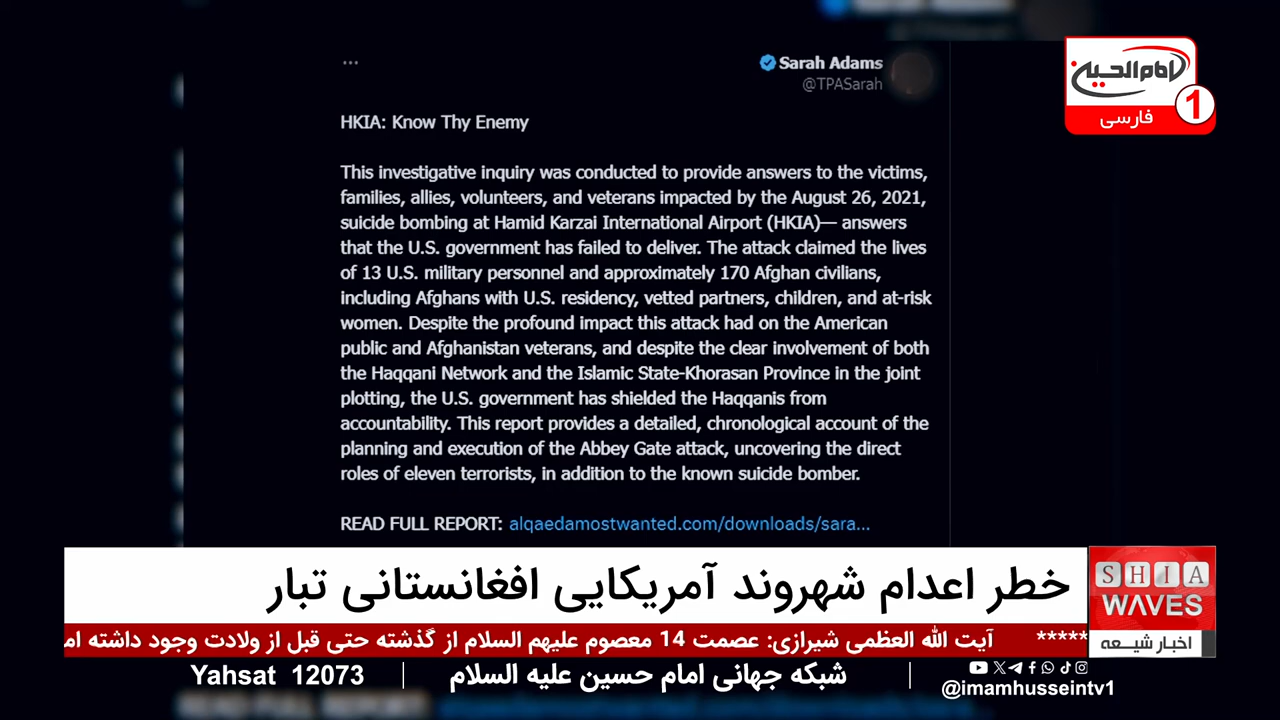 Sarah Adams
@TPASarah
HKIA: Know Thy Enemy
This investigative inquiry was conducted to provide answers to the victims,
families, allies, volunteers, and veterans impacted by the August 26, 2021,
suicide bombing at Hamid Karzai International Airport (HKIA)— answers
that the U.S. government has failed to deliver. The attack claimed the lives
of 13 U.S. military personnel and approximately 170 Afghan civilians,
including Afghans with U.S. residency, vetted partners, children, and at-risk
women. Despite the profound impact this attack had on the American
public and Afghanistan veterans, and despite the clear involvement of both
the Haqqani Network and the Islamic State-Khorasan Province in the joint
plotting, the U.S. government has shielded the Haqqanis from
accountability. This report provides a detailed, chronological account of the
planning and execution of the Abbey Gate attack, uncovering the direct
roles of eleven terrorists, in addition to the known suicide bomber.
READ FULL REPORT: alqaedamostwanted.com/downloads/sara...
امام الحسین
1
فارسی
خطر اعدام شهروند آمریکایی افغانستانی تبار
SHIA
WAVES
اخبار شیعه
***** آیت الله العظمی شیرازی: عصمت 14 معصوم علیهم السلام از گذشته حتی قبل از ولادت وجود داشته اما
Yahsat 12073
شبکه جهانی امام حسین علیه السلام
@imamhusseintv1